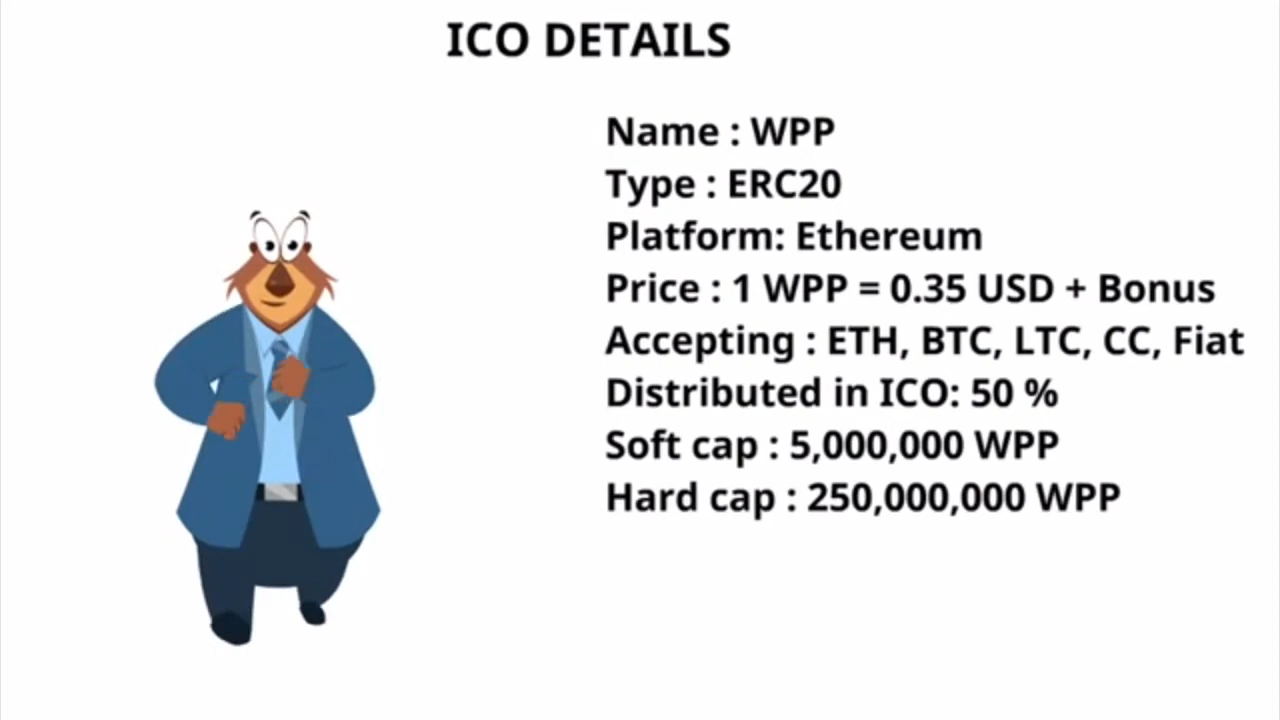 ICO DETAILS
Name : WPP
Type : ERC20
Platform: Ethereum
Price : 1 WPP = 0.35 USD + Bonus
Accepting : ETH, BTC, LTC, CC, Fiat
Distributed in ICO: 50 %
Soft cap : 5,000,000 WPP
Hard cap : 250,000,000 WPP